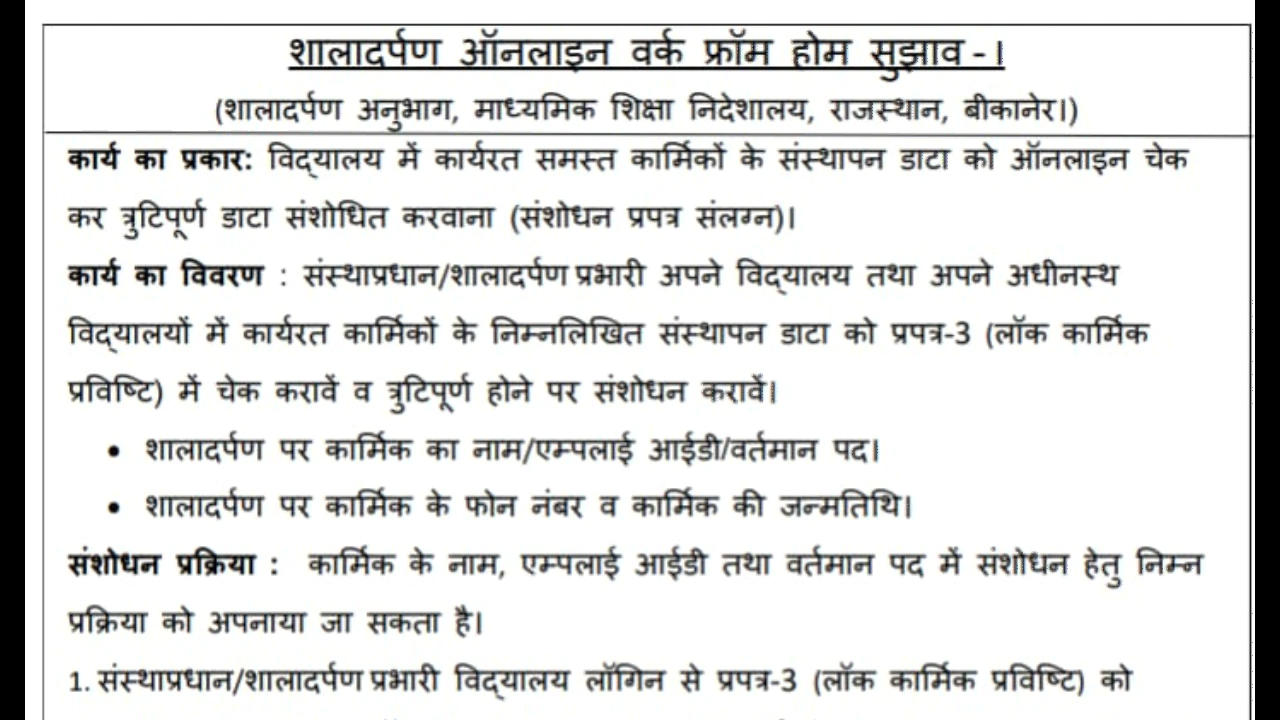 शालादर्पण ऑनलाइन वर्क फ्रॉम होम सुझाव - ।
(शालादर्पण अनुभाग, माध्यमिक शिक्षा निदेशालय, राजस्थान, बीकानेर।)
कार्य का प्रकार: विद्यालय में कार्यरत समस्त कार्मिकों के संस्थापन डाटा को ऑनलाइन चेक
कर त्रुटिपूर्ण डाटा संशोधित करवाना (संशोधन प्रपत्र संलग्न)।
कार्य का विवरण : संस्थाप्रधान/शालादर्पण प्रभारी अपने विद्यालय तथा अपने अधीनस्थ
विद्यालयों में कार्यरत कार्मिकों के निम्नलिखित संस्थापन डाटा को प्रपत्र-3 (लॉक कार्मिक
प्रविष्टि) में चेक करावें व त्रुटिपूर्ण होने पर संशोधन करावें।
• शालादर्पण पर कार्मिक का नाम/एम्पलाई आईडी/वर्तमान पद।
• शालादर्पण पर कार्मिक के फोन नंबर व कार्मिक की जन्मतिथि।
संशोधन प्रक्रिया : कार्मिक के नाम, एम्पलाई आईडी तथा वर्तमान पद में संशोधन हेतु निम्न
प्रक्रिया को अपनाया जा सकता है।
1. संस्थाप्रधान/शालादर्पण प्रभारी विद्यालय लॉगिन से प्रपत्र-3 (लॉक कार्मिक प्रविष्टि) को